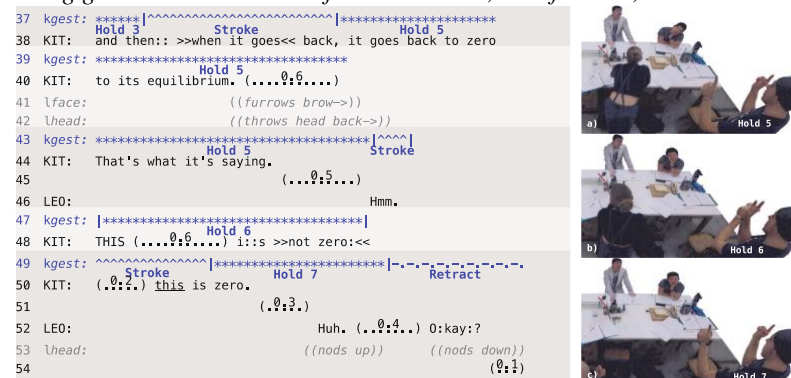 37 kgest: ******|^^^^^^^^^^^^^^^^^^^^^^^^^|*********************
Hold 3 Stroke Hold 5
38 KIT: and then:: >>when it goes<< back, it goes back to zero
39 kgest: **********************************
Hold 5
40 KIT: to its equilibrium. (....0.6....)
41 lface: ((furrows brow—>))
42 lhead: ((throws head back—>))
43 kgest: *************************************|^^^^|
Hold 5 Stroke
44 KIT: That's what it's saying.
45 (...0.5...)
46 LEO: Hmm.
47 kgest: |***********************************|
Hold 6
48 KIT: THIS (....0.6....) i::s >>not zero:<<
49 kgest: ^^^^^^^^^^^^^^^|***********************|-.-.-.-.-.-.-.-.-.
Stroke Hold 7 Retract
50 KIT: (.0.2.) this is zero.
51 (..0.3..)
52 LEO: Huh. (...0.4...) O:kay:?
53 lhead: ((nods up)) ((nods down))
54 (0.1)
a) Hold 5
b) Hold 6
c) Hold 7